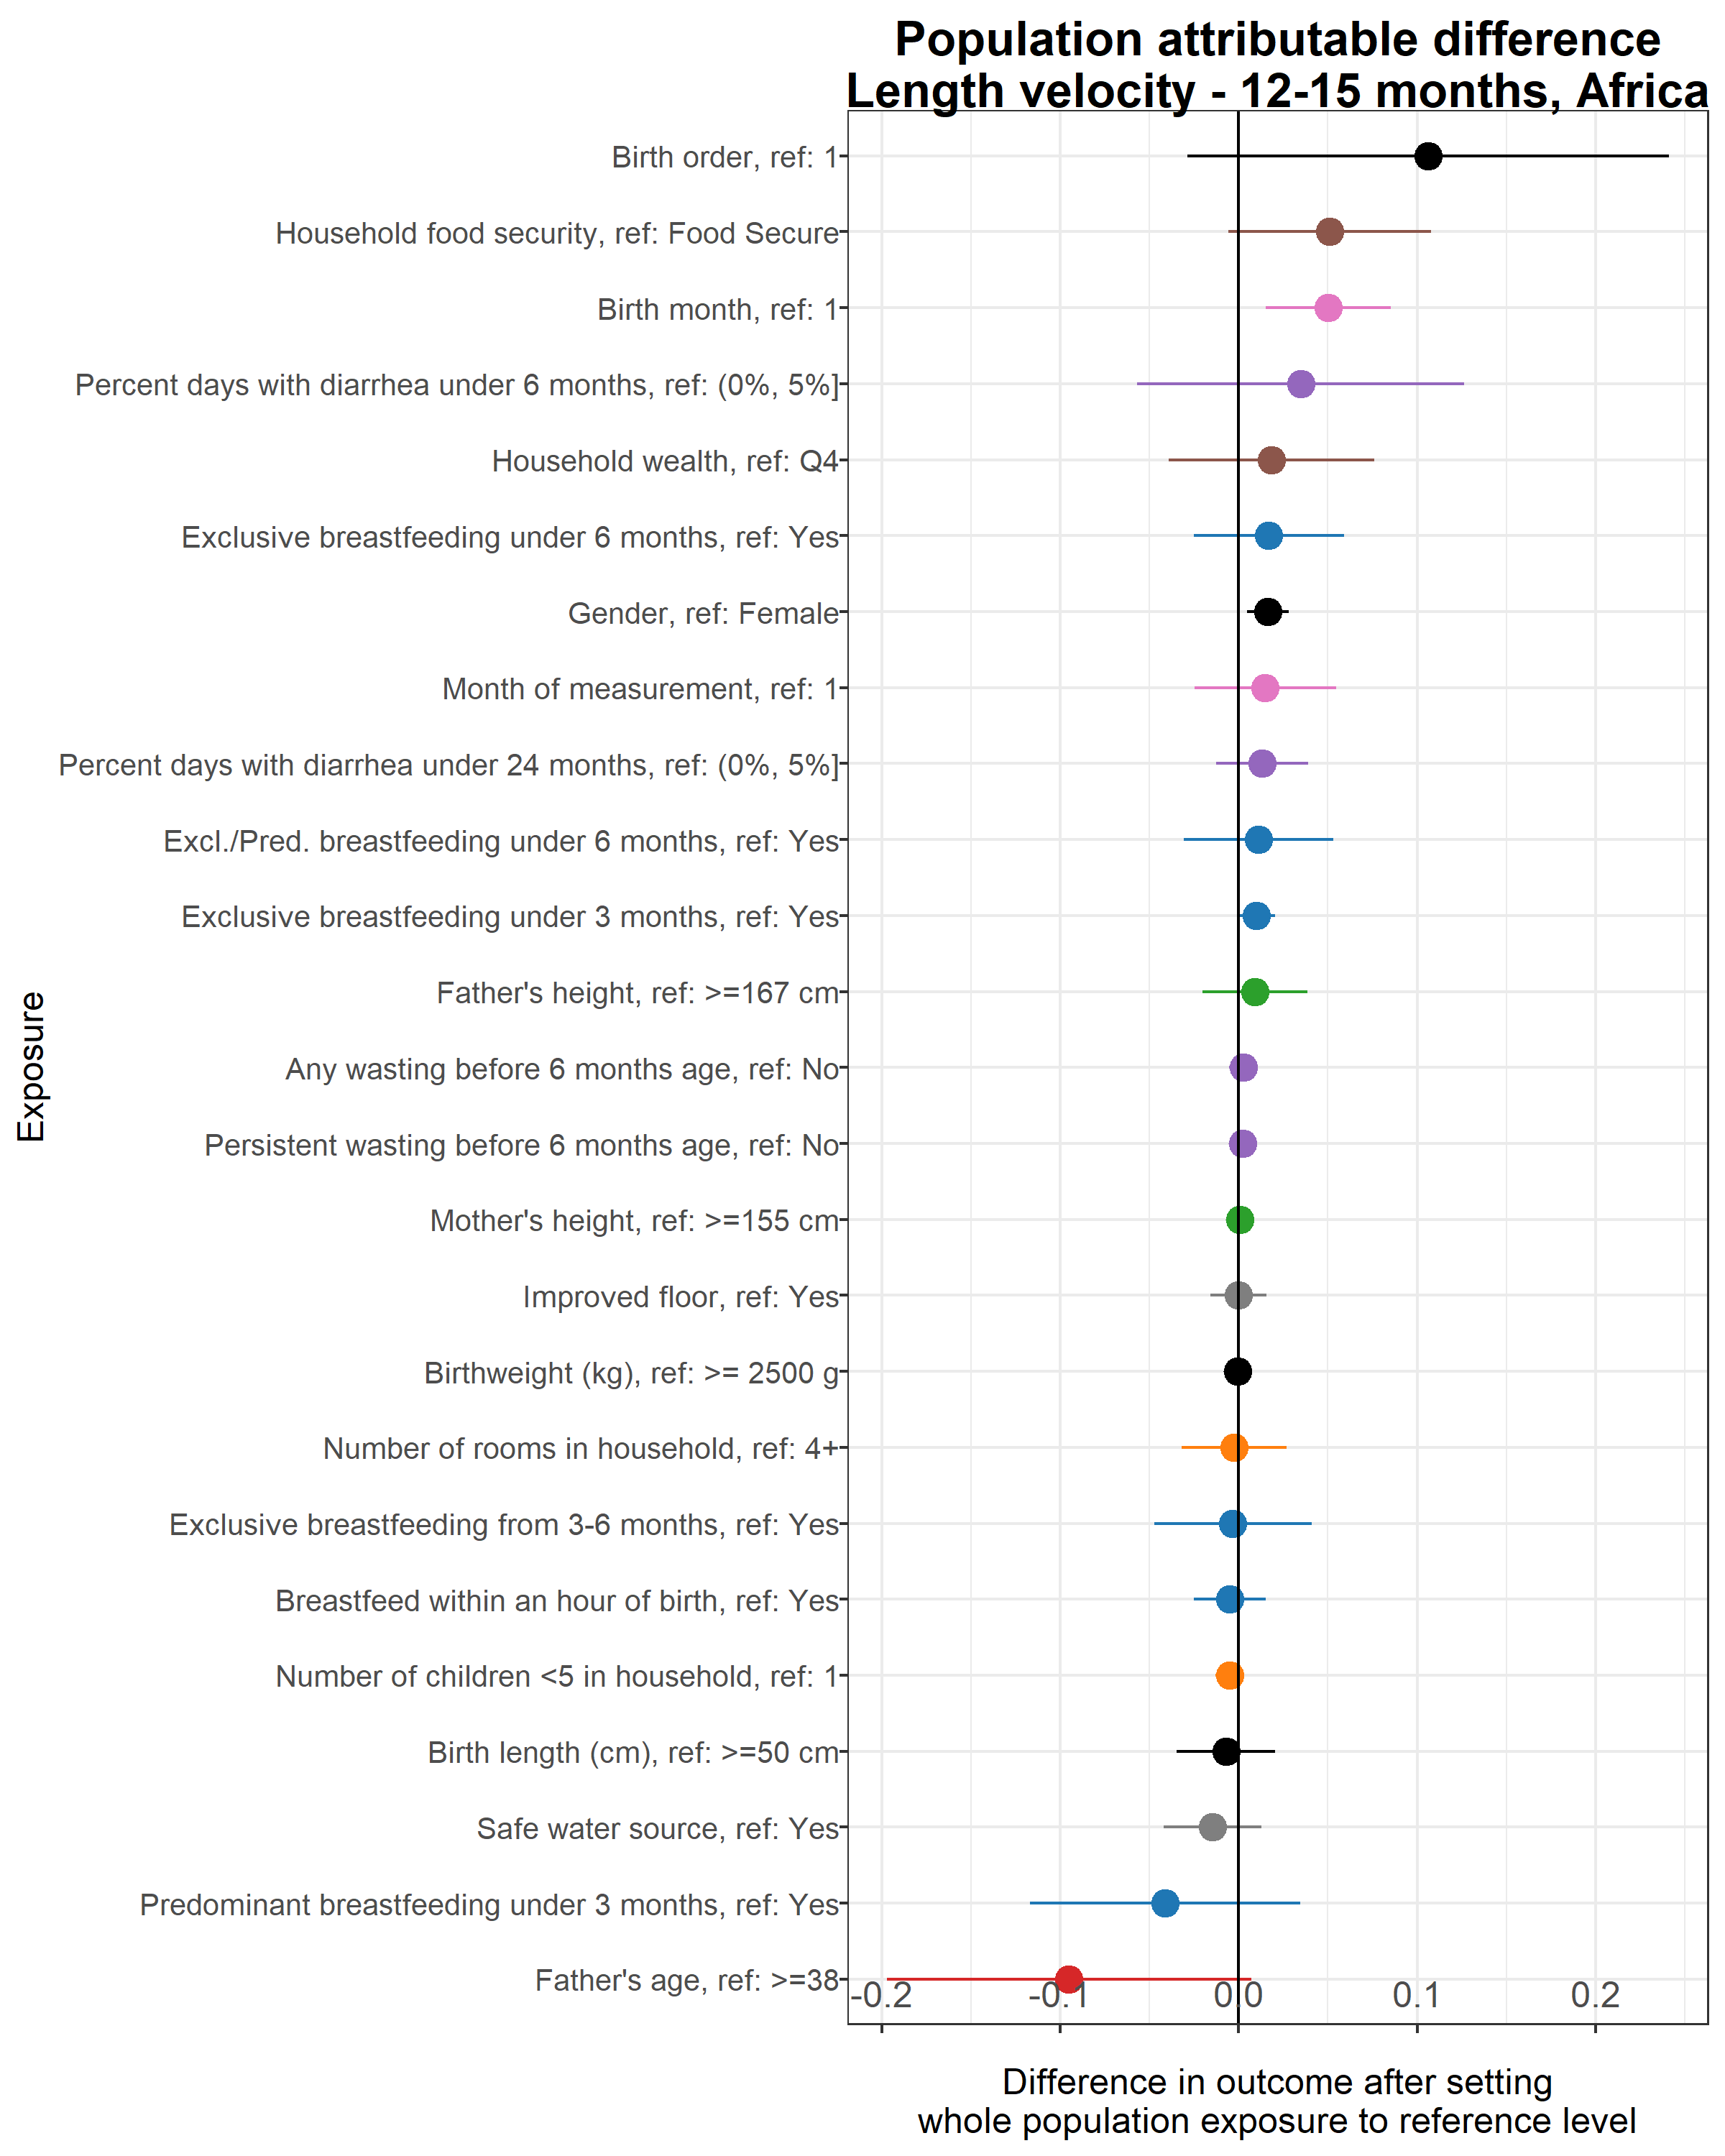 Population attributable difference
Length velocity - 12-15 months, Africa
Birth order, ref: 1
Household food security, ref: Food Secure
Birth month, ref: 1
Percent days with diarrhea under 6 months, ref: (0%, 5%]
Household wealth, ref: Q4
Exclusive breastfeeding under 6 months, ref: Yes
Gender, ref: Female
Month of measurement, ref: 1
Percent days with diarrhea under 24 months, ref: (0%, 5%]
Excl./Pred. breastfeeding under 6 months, ref: Yes
Exclusive breastfeeding under 3 months, ref: Yes
Father's height, ref: >=167 cm
Any wasting before 6 months age, ref: No
Persistent wasting before 6 months age, ref: No
Mother's height, ref: >=155 cm
Improved floor, ref: Yes
Birthweight (kg), ref: >= 2500 g
Number of rooms in household, ref: 4+
Exclusive breastfeeding from 3-6 months, ref: Yes
Breastfeed within an hour of birth, ref: Yes
Number of children <5 in household, ref: 1
Birth length (cm), ref: >=50 cm
Safe water source, ref: Yes
Predominant breastfeeding under 3 months, ref: Yes
Father's age, ref: >=38
Exposure
-0.2 -0.1 0.0 0.1 0.2
Difference in outcome after setting
whole population exposure to reference level